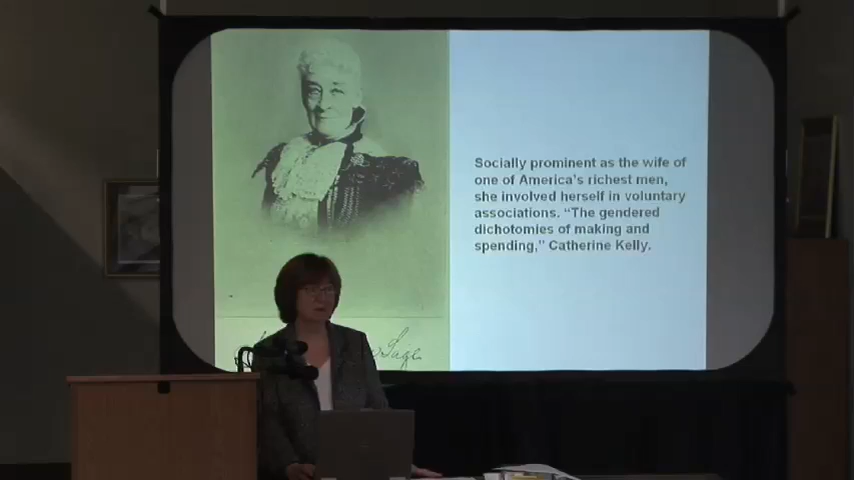 Socially prominent as the wife of
one of America's richest men,
she involved herself in voluntary
associations. "The gendered
dichotomies of making and
spending," Catherine Kelly.
Sage